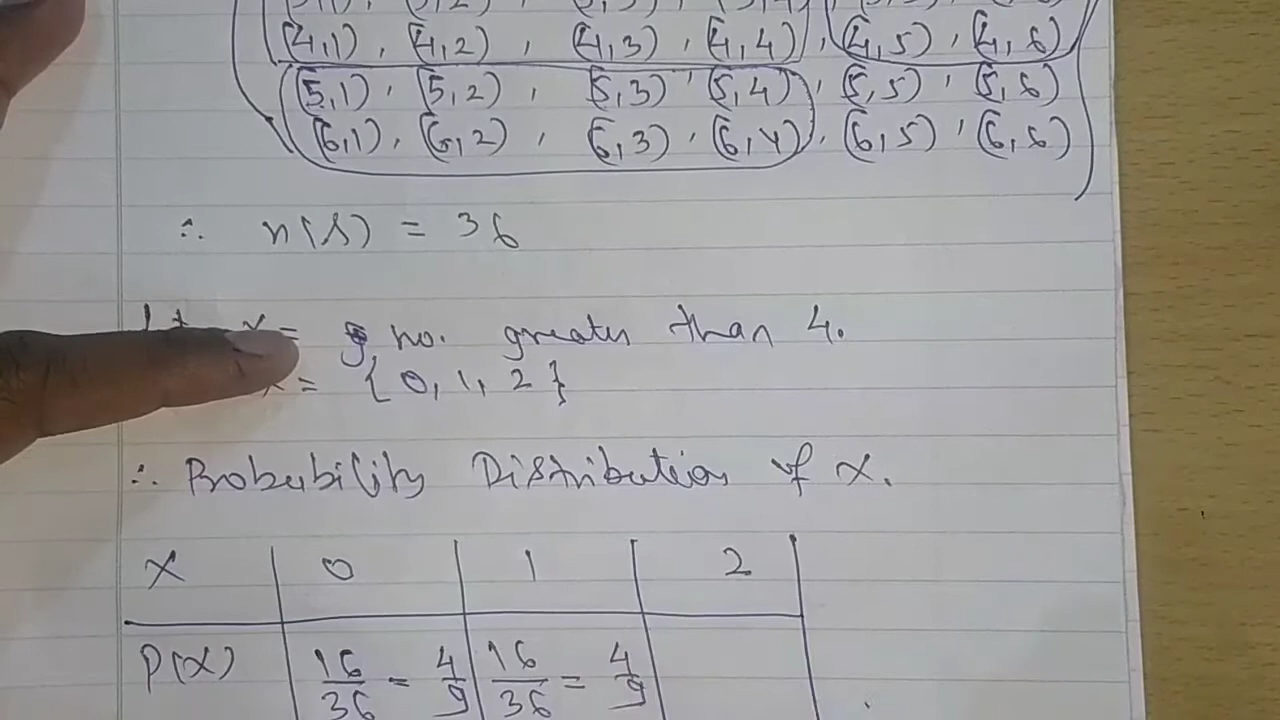 (4,1), (4,2), (4,3), (4,4), (4,5), (4,6)
(5,1), (5,2), (5,3), (5,4), (5,5), (5,6)
(6,1), (6,2), (6,3), (6,4), (6,5), (6,6)
∴ n(S) = 36
X = no. greater than 4.
= {0, 1, 2}
∴ Probability Distribution of X.
X 0 1 2
P(X) 16/36 = 4/9 16/36 = 4/9